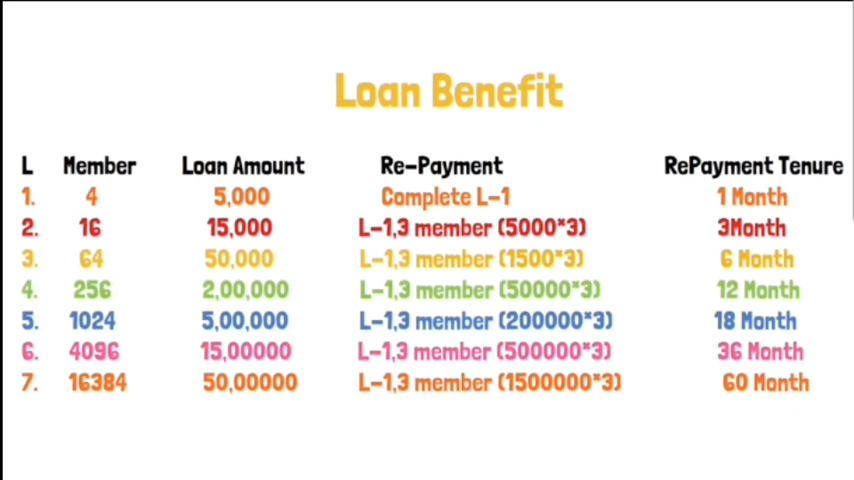 Loan Benefit
L Member Loan Amount Re-Payment RePayment Tenure
1. 4 5,000 Complete L-1 1 Month
2. 16 15,000 L-1,3 member (5000*3) 3Month
3. 64 50,000 L-1,3 member (1500*3) 6 Month
4. 256 2,00,000 L-1,3 member (50000*3) 12 Month
5. 1024 5,00,000 L-1,3 member (200000*3) 18 Month
6. 4096 15,00000 L-1,3 member (500000*3) 36 Month
7. 16384 50,00000 L-1,3 member (1500000*3) 60 Month